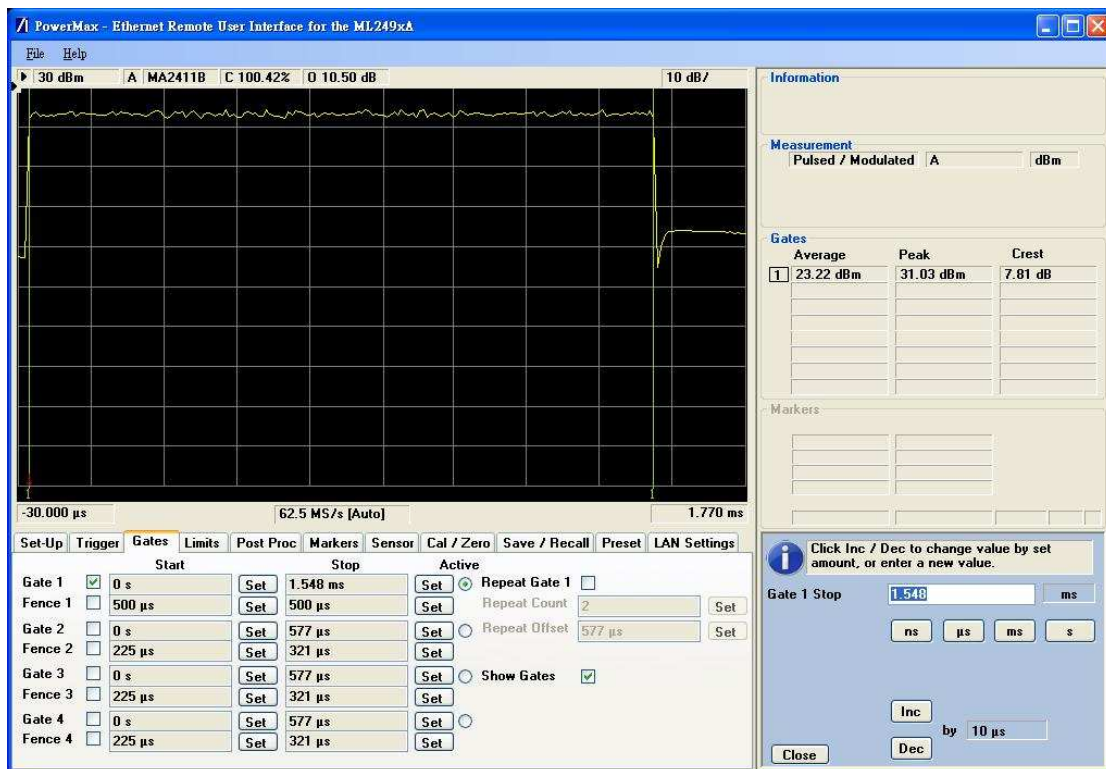 PowerMax - Ethernet Remote User Interface for the ML249xA
File Help
30 dBm A MA2411B C 100.42% O 10.50 dB 10 dB/
1 1
-30.000 µs 62.5 MS/s [Auto] 1.770 ms
Set-Up Trigger Gates Limits Post Proc Markers Sensor Cal / Zero Save / Recall Preset LAN Settings
Start Stop Active
Gate 1 0 s Set 1.548 ms Set Repeat Gate 1
Fence 1 500 µs Set 500 µs Set Repeat Count 2 Set
Gate 2 0 s Set 577 µs Set Repeat Offset 577 µs Set
Fence 2 225 µs Set 321 µs Set
Gate 3 0 s Set 577 µs Set Show Gates
Fence 3 225 µs Set 321 µs Set
Gate 4 0 s Set 577 µs Set
Fence 4 225 µs Set 321 µs Set
Information
Measurement
Pulsed / Modulated A dBm
Gates
Average Peak Crest
1 23.22 dBm 31.03 dBm 7.81 dB
Markers
Click Inc / Dec to change value by set
amount, or enter a new value.
Gate 1 Stop 1.548 ms
ns µs ms s
Inc
by 10 µs
Close Dec